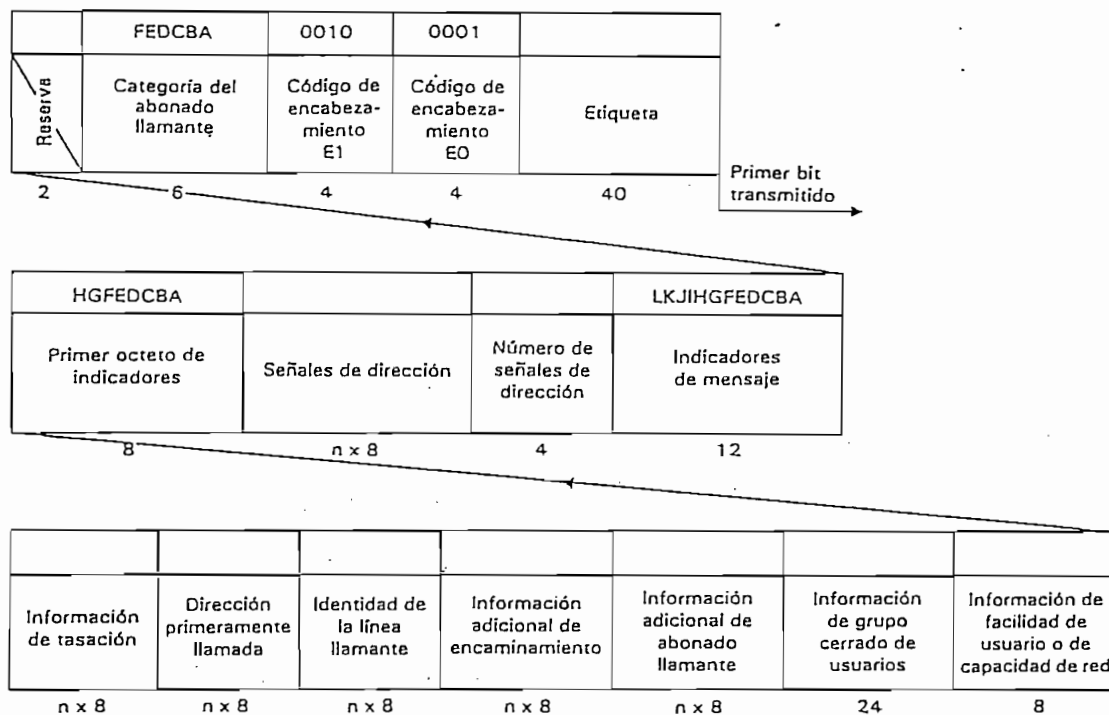 FEDCBA 0010 0001
Reserva
Categoría del
abonado
llamante
Código de
encabeza-
miento
E1
Código de
encabeza-
miento
E0
Etiqueta
2 6 4 4 40
Primer bit
transmitido
HGFEDCBA LKJIHGFEDCBA
Primer octeto de
indicadores
Señales de dirección
Número de
señales de
dirección
Indicadores
de mensaje
8 n x 8 4 12
Información
de tasación
Dirección
primeramente
llamada
Identidad de
la línea
llamante
Información
adicional de
encaminamiento
Información
adicional de
abonado
llamante
Información
de grupo
cerrado de
usuarios
Información de
facilidad de
usuario o de
capacidad de red
n x 8 n x 8 n x 8 n x 8 n x 8 24 8